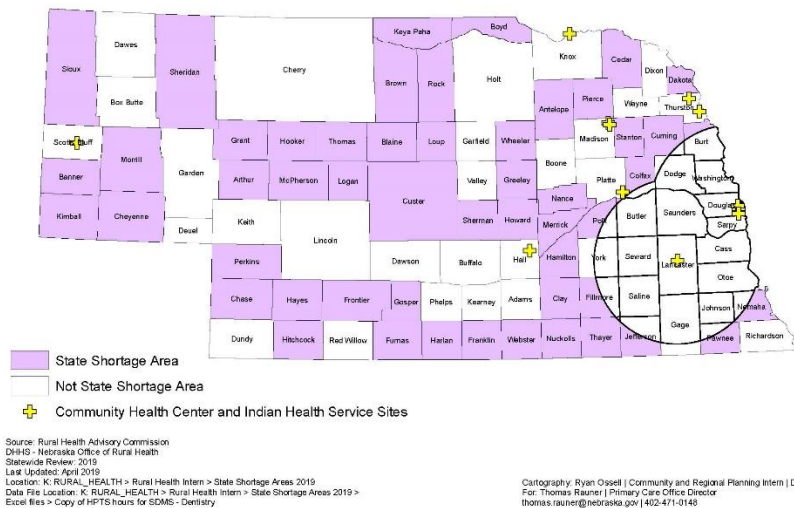 Keya Paha
Boyd
Sioux
Dawes
Sheridan
Cherry
Knox
Cedar
Dixon
Dakota
Brown
Rock
Holt
Box Butte
Antelope
Pierce
Wayne
Thurston
Scotts Bluff
Morrill
Garden
Grant
Hooker
Thomas
Blaine
Loup
Garfield
Wheeler
Madison
Stanton
Cuming
Burt
Banner
Arthur
McPherson
Logan
Custer
Valley
Greeley
Boone
Platte
Colfax
Dodge
Washington
Nance
Kimball
Cheyenne
Deuel
Keith
Lincoln
Sherman
Howard
Merrick
Polk
Butler
Saunders
Douglas
Sarpy
Perkins
Dawson
Buffalo
Hall
Hamilton
York
Seward
Lancaster
Cass
Otoe
Chase
Hayes
Frontier
Gosper
Phelps
Kearney
Adams
Clay
Fillmore
Saline
Johnson
Nemaha
Dundy
Hitchcock
Red Willow
Furnas
Harlan
Franklin
Webster
Nuckolls
Thayer
Jefferson
Gage
Pawnee
Richardson
State Shortage Area
Not State Shortage Area
Community Health Center and Indian Health Service Sites
Source: Rural Health Advisory Commission
DHHS - Nebraska Office of Rural Health
Statewide Review: 2019
Last Updated: April 2019
Location: K: RURAL_HEALTH > Rural Health Intern > State Shortage Areas 2019
Data File Location: K: RURAL_HEALTH > Rural Health Intern > State Shortage Areas 2019 >
Excel files > Copy of HPTS hours for SDMS - Dentistry
Cartography: Ryan Ossell | Community and Regional Planning Intern | D
For: Thomas Rauner | Primary Care Office Director
thomas.rauner@nebraska.gov | 402-471-0148